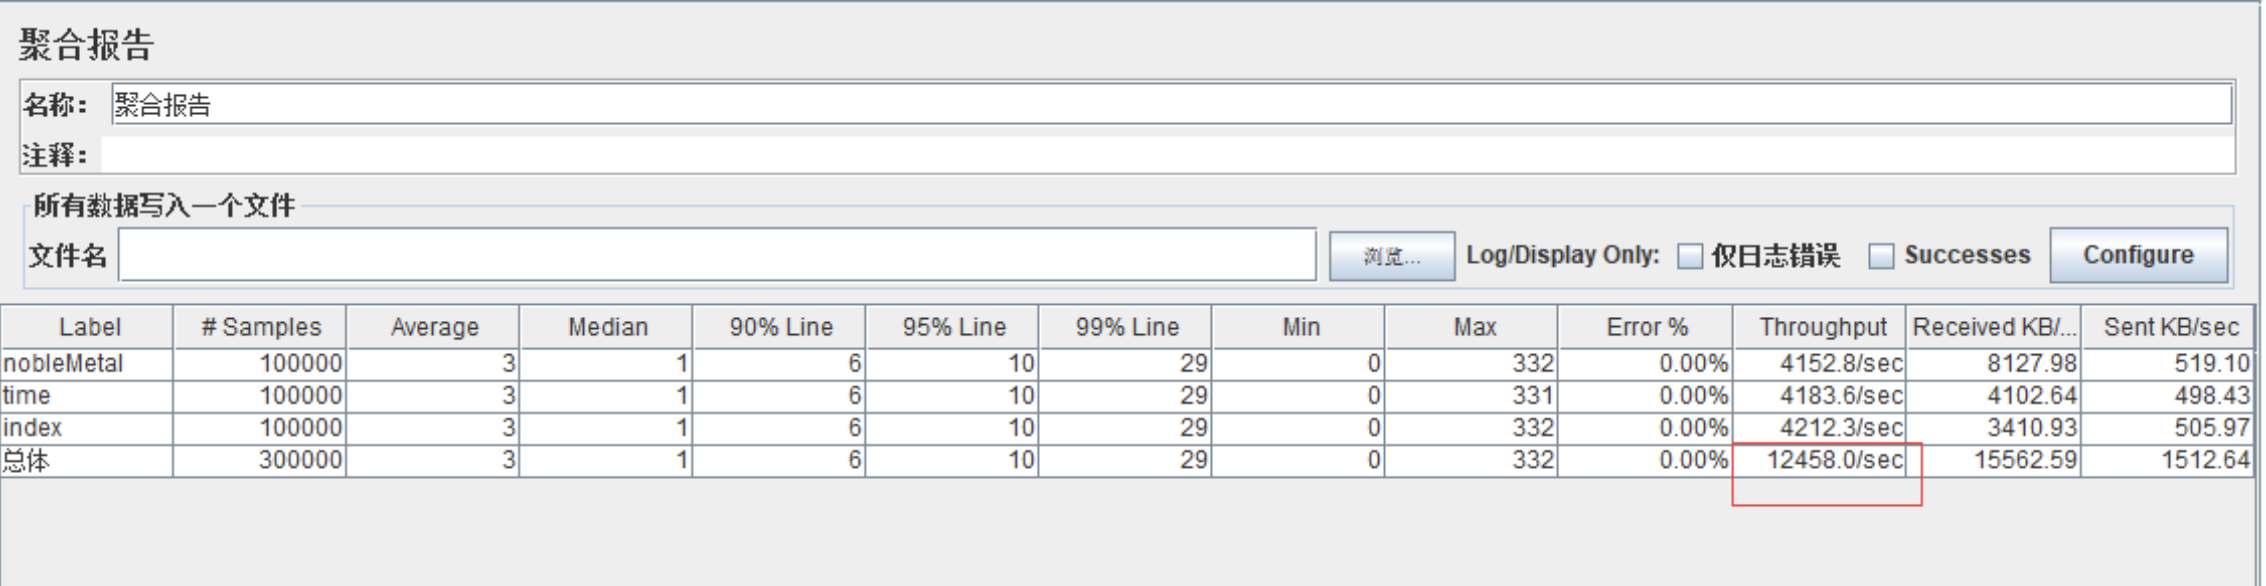 聚合报告
名称: 聚合报告
注释:
所有数据写入一个文件
文件名 浏览... Log/Display Only: 仅日志错误 Successes Configure
Label # Samples Average Median 90% Line 95% Line 99% Line Min Max Error % Throughput Received KB/... Sent KB/sec
nobleMetal 100000 3 1 6 10 29 0 332 0.00% 4152.8/sec 8127.98 519.10
time 100000 3 1 6 10 29 0 331 0.00% 4183.6/sec 4102.64 498.43
index 100000 3 1 6 10 29 0 332 0.00% 4212.3/sec 3410.93 505.97
总体 300000 3 1 6 10 29 0 332 0.00% 12458.0/sec 15562.59 1512.64